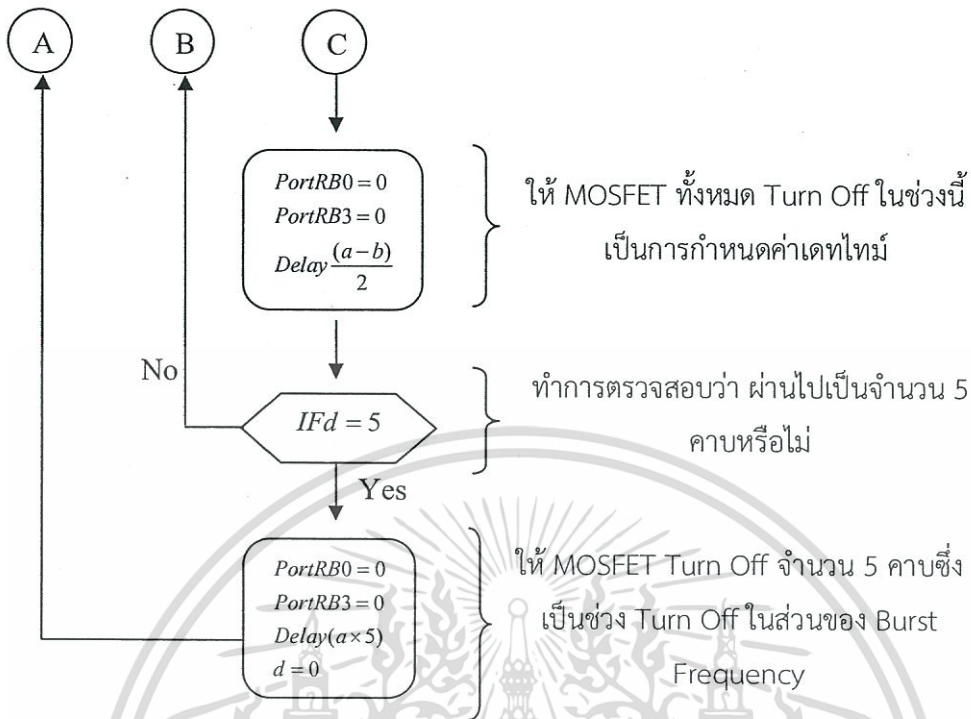 A
B
C
PortRB0 = 0
PortRB3 = 0
Delay (a − b) / 2
ให้ MOSFET ทั้งหมด Turn Off ในช่วงนี้
เป็นการกำหนดค่าเดทไทม์
No
IFd = 5
ทำการตรวจสอบว่า ผ่านไปเป็นจำนวน 5
คาบหรือไม่
Yes
PortRB0 = 0
PortRB3 = 0
Delay(a×5)
d = 0
ให้ MOSFET Turn Off จำนวน 5 คาบซึ่ง
เป็นช่วง Turn Off ในส่วนของ Burst
Frequency